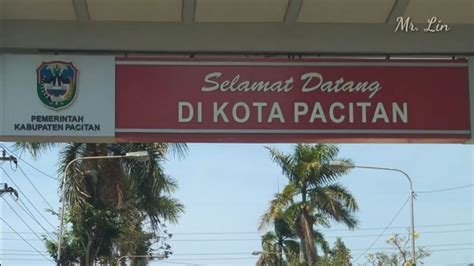 Mr. Lin
Selamat Datang
DI KOTA PACITAN
PEMERINTAH
KABUPATEN PACITAN